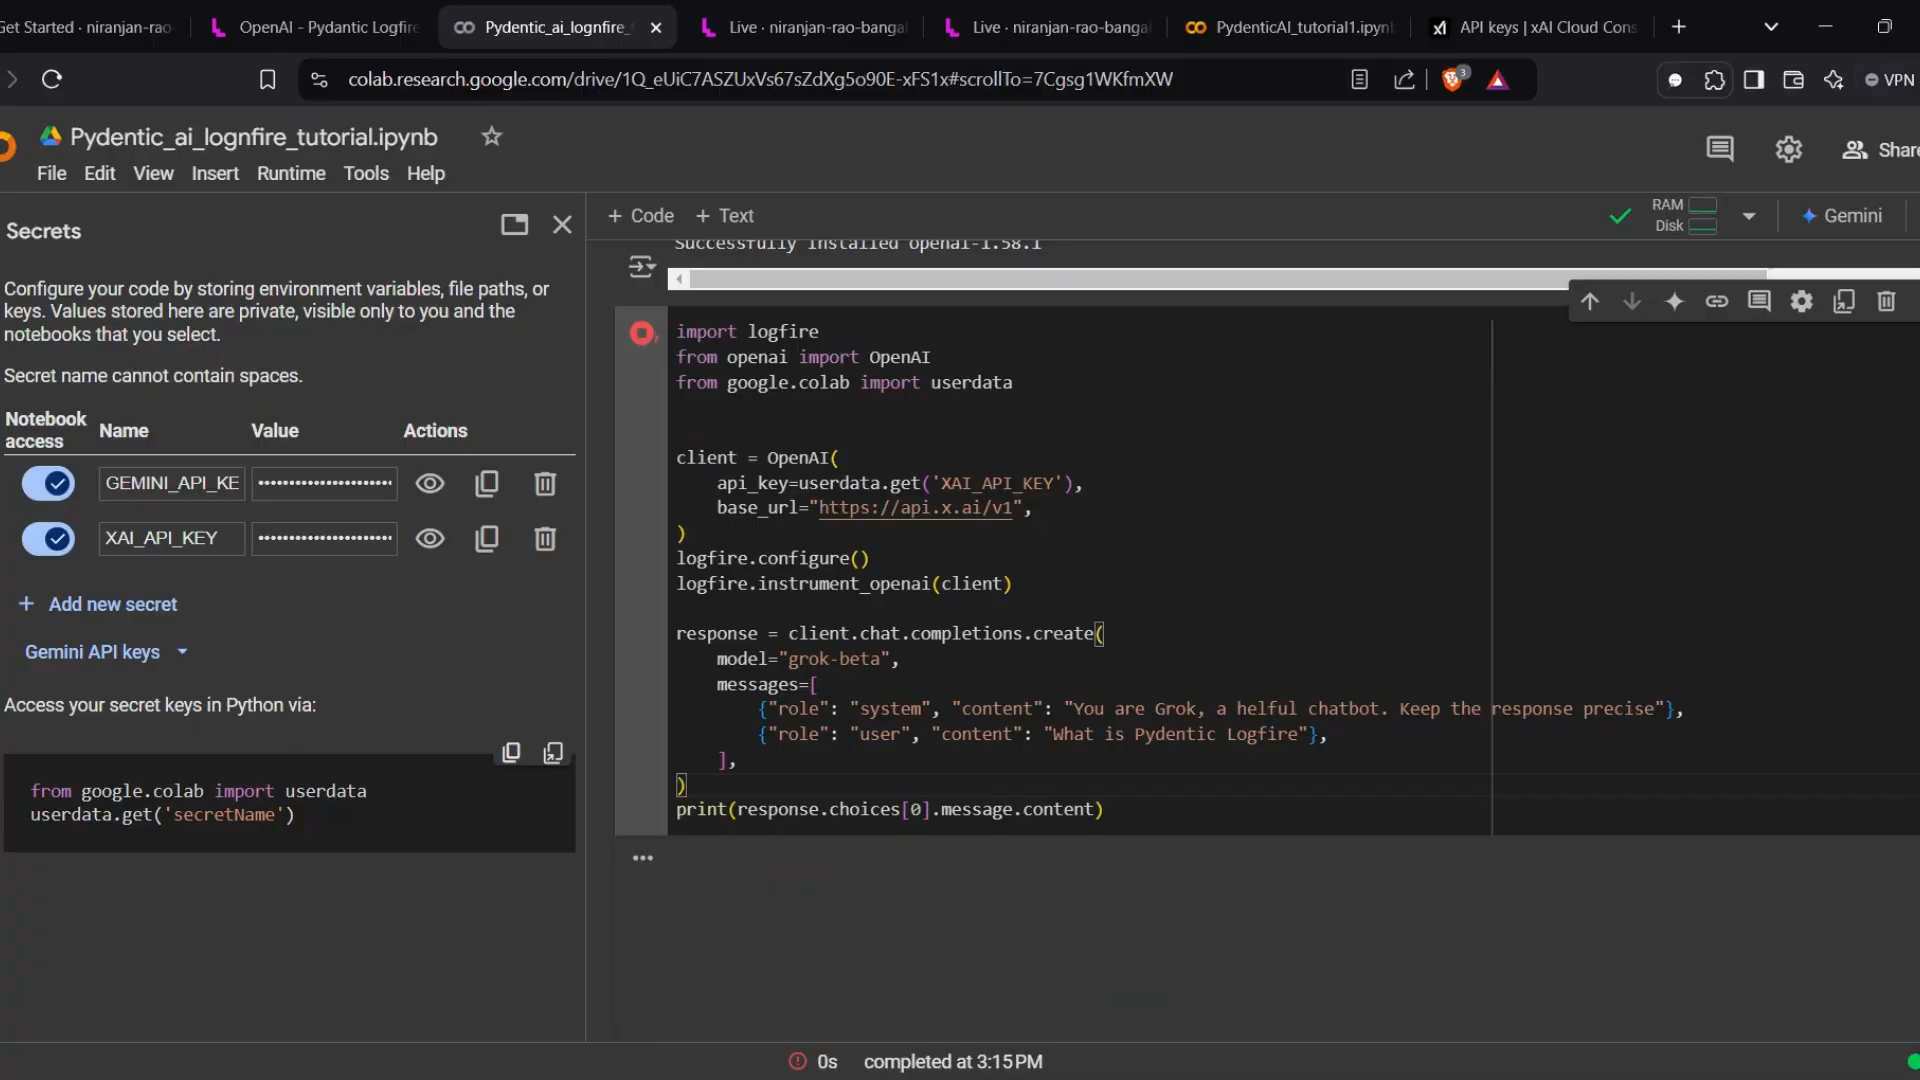 Get Started · niranjan-rao
OpenAI - Pydantic Logfire
Pydentic_ai_lognfire_
Live · niranjan-rao-bangal
Live · niranjan-rao-bangal
PydenticAI_tutorial1.ipynb
API keys | xAI Cloud Cons
colab.research.google.com/drive/1Q_eUiC7ASZUxVs67sZdXg5o90E-xFS1x#scrollTo=7Cgsg1WKfmXW
3
VPN
Pydentic_ai_lognfire_tutorial.ipynb
Share
File Edit View Insert Runtime Tools Help
Secrets
Configure your code by storing environment variables, file paths, or
keys. Values stored here are private, visible only to you and the
notebooks that you select.
Secret name cannot contain spaces.
Notebook access Name Value Actions
GEMINI_API_KE
XAI_API_KEY
+ Add new secret
Gemini API keys
Access your secret keys in Python via:
from google.colab import userdata
userdata.get('secretName')
+ Code + Text
RAM
Disk
Gemini
Successfully installed openai-1.58.1
import logfire
from openai import OpenAI
from google.colab import userdata
client = OpenAI(
api_key=userdata.get('XAI_API_KEY'),
base_url="https://api.x.ai/v1",
)
logfire.configure()
logfire.instrument_openai(client)
response = client.chat.completions.create(
model="grok-beta",
messages=[
{"role": "system", "content": "You are Grok, a helful chatbot. Keep the response precise"},
{"role": "user", "content": "What is Pydentic Logfire"},
],
)
print(response.choices[0].message.content)
0s completed at 3:15 PM